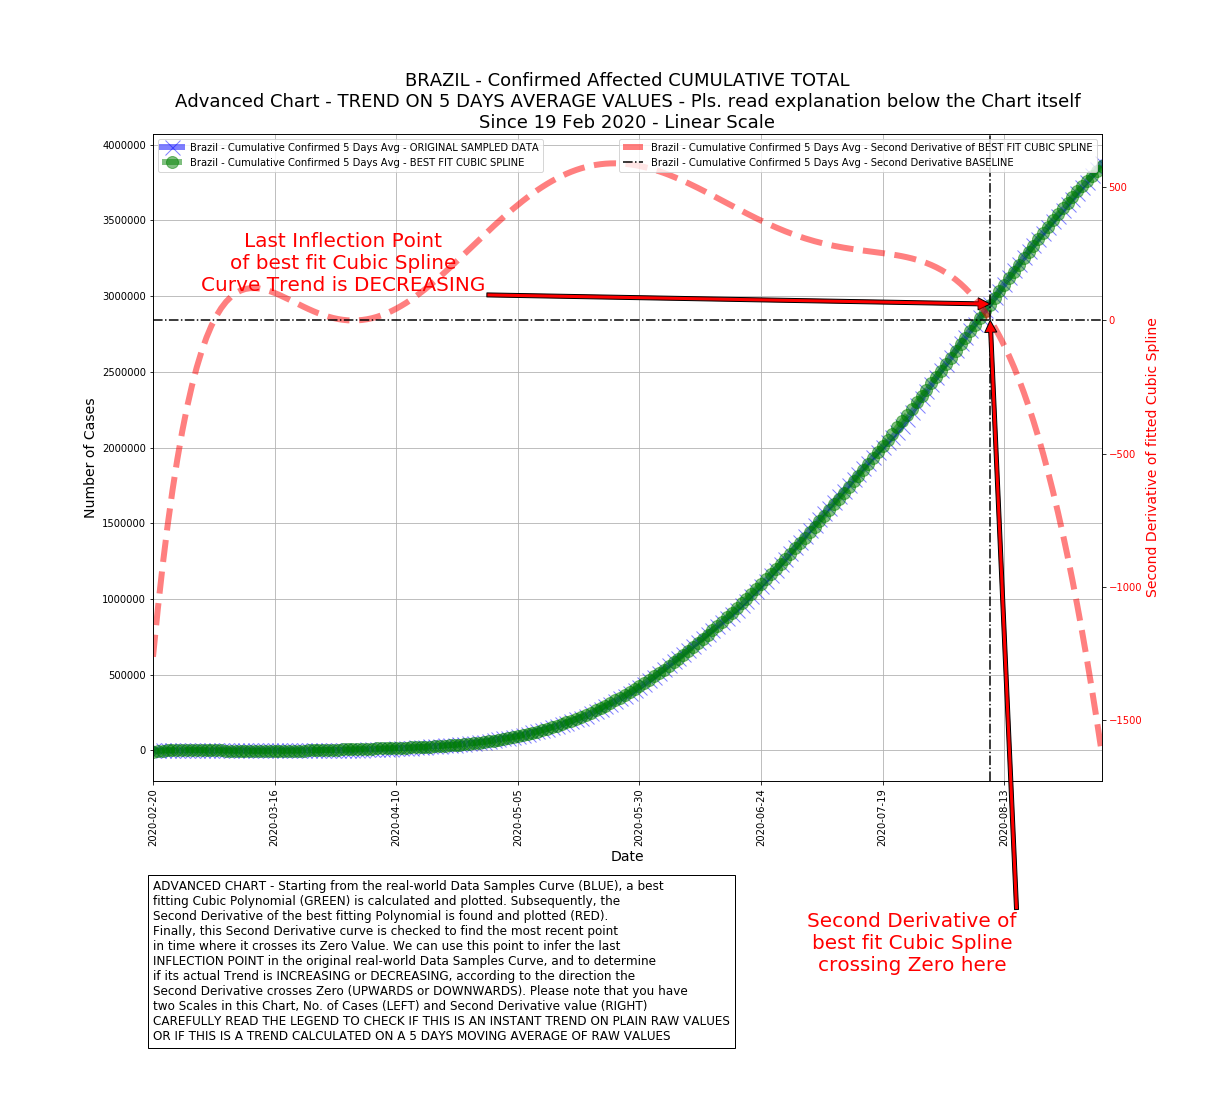 BRAZIL - Confirmed Affected CUMULATIVE TOTAL
Advanced Chart - TREND ON 5 DAYS AVERAGE VALUES - Pls. read explanation below the Chart itself
Since 19 Feb 2020 - Linear Scale
Brazil - Cumulative Confirmed 5 Days Avg - ORIGINAL SAMPLED DATA
Brazil - Cumulative Confirmed 5 Days Avg - BEST FIT CUBIC SPLINE
Brazil - Cumulative Confirmed 5 Days Avg - Second Derivative of BEST FIT CUBIC SPLINE
Brazil - Cumulative Confirmed 5 Days Avg - Second Derivative BASELINE
Last Inflection Point
of best fit Cubic Spline
Curve Trend is DECREASING
Number of Cases
4000000
3500000
3000000
2500000
2000000
1500000
1000000
500000
0
500
0
−500
−1000
−1500
Second Derivative of fitted Cubic Spline
2020-02-20
2020-03-16
2020-04-10
2020-05-05
2020-05-30
2020-06-24
2020-07-19
2020-08-13
Date
Second Derivative of
best fit Cubic Spline
crossing Zero here
ADVANCED CHART - Starting from the real-world Data Samples Curve (BLUE), a best
fitting Cubic Polynomial (GREEN) is calculated and plotted. Subsequently, the
Second Derivative of the best fitting Polynomial is found and plotted (RED).
Finally, this Second Derivative curve is checked to find the most recent point
in time where it crosses its Zero Value. We can use this point to infer the last
INFLECTION POINT in the original real-world Data Samples Curve, and to determine
if its actual Trend is INCREASING or DECREASING, according to the direction the
Second Derivative crosses Zero (UPWARDS or DOWNWARDS). Please note that you have
two Scales in this Chart, No. of Cases (LEFT) and Second Derivative value (RIGHT)
CAREFULLY READ THE LEGEND TO CHECK IF THIS IS AN INSTANT TREND ON PLAIN RAW VALUES
OR IF THIS IS A TREND CALCULATED ON A 5 DAYS MOVING AVERAGE OF RAW VALUES